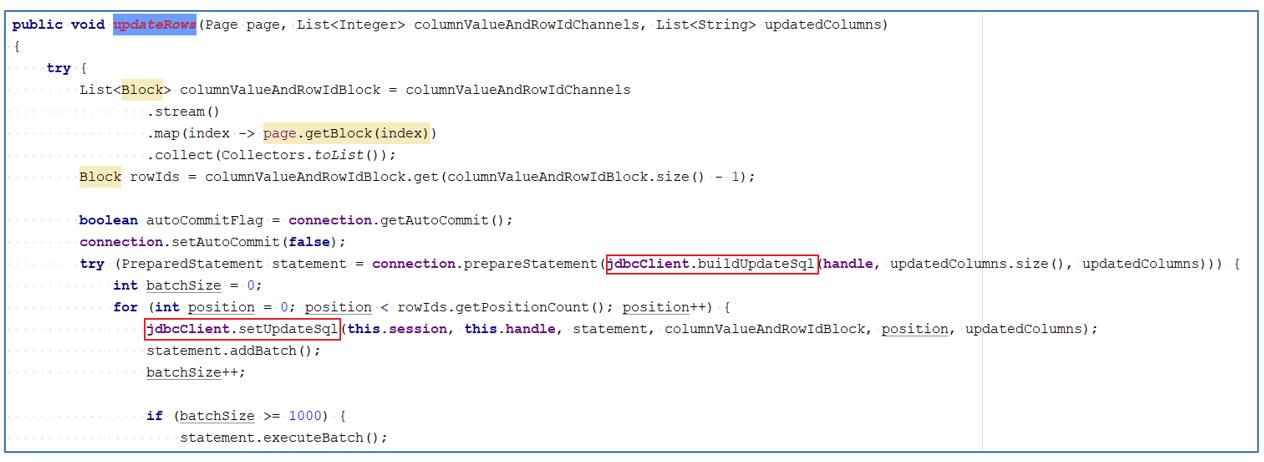 public void updateRows(Page page, List<Integer> columnValueAndRowIdChannels, List<String> updatedColumns)
{
try {
List<Block> columnValueAndRowIdBlock = columnValueAndRowIdChannels
.stream()
.map(index -> page.getBlock(index))
.collect(Collectors.toList());
Block rowIds = columnValueAndRowIdBlock.get(columnValueAndRowIdBlock.size() - 1);
boolean autoCommitFlag = connection.getAutoCommit();
connection.setAutoCommit(false);
try (PreparedStatement statement = connection.prepareStatement(jdbcClient.buildUpdateSql(handle, updatedColumns.size(), updatedColumns))) {
int batchSize = 0;
for (int position = 0; position < rowIds.getPositionCount(); position++) {
jdbcClient.setUpdateSql(this.session, this.handle, statement, columnValueAndRowIdBlock, position, updatedColumns);
statement.addBatch();
batchSize++;
if (batchSize >= 1000) {
statement.executeBatch();